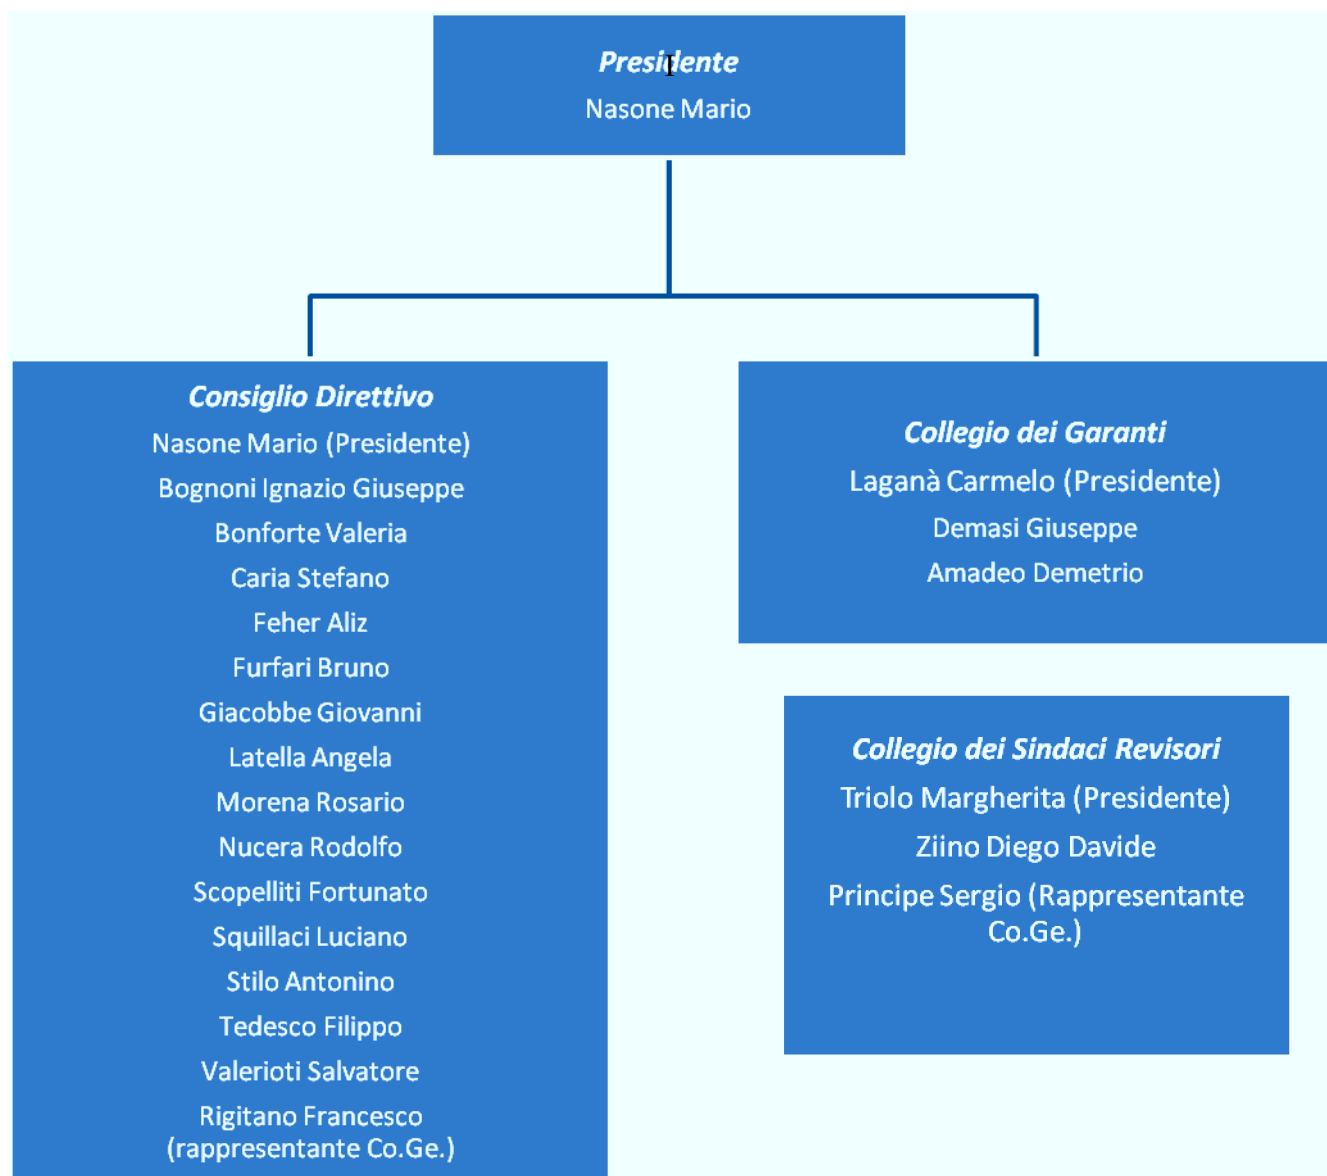 Presidente
Nasone Mario
Consiglio Direttivo
Nasone Mario (Presidente)
Bognoni Ignazio Giuseppe
Bonforte Valeria
Caria Stefano
Feher Aliz
Furfari Bruno
Giacobbe Giovanni
Latella Angela
Morena Rosario
Nucera Rodolfo
Scopelliti Fortunato
Squillaci Luciano
Stilo Antonino
Tedesco Filippo
Valerioti Salvatore
Rigitano Francesco
(rappresentante Co.Ge.)
Collegio dei Garanti
Laganà Carmelo (Presidente)
Demasi Giuseppe
Amadeo Demetrio
Collegio dei Sindaci Revisori
Triolo Margherita (Presidente)
Ziino Diego Davide
Principe Sergio (Rappresentante
Co.Ge.)